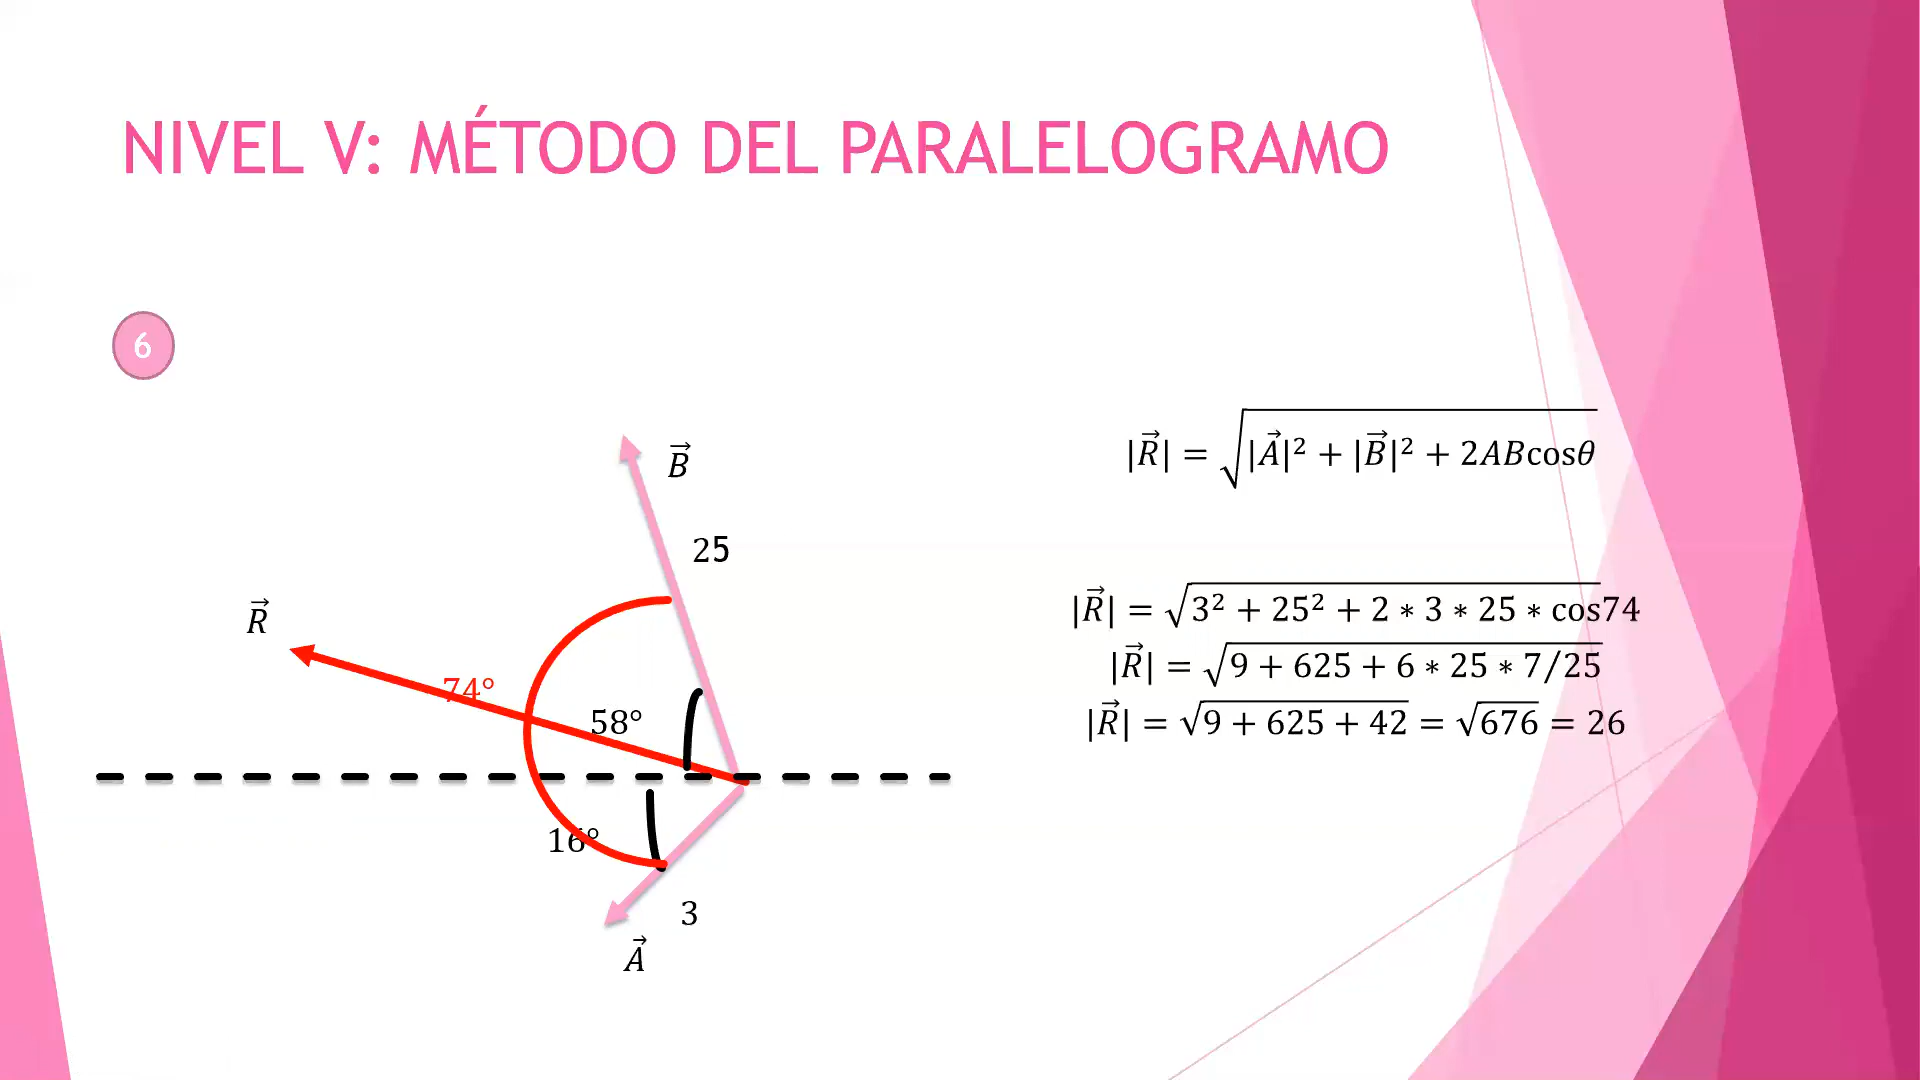 NIVEL V: MÉTODO DEL PARALELOGRAMO
6
B⃗
25
R⃗
74°
58°
16°
3
A⃗
|R⃗| = √(|A⃗|² + |B⃗|² + 2ABcosθ)
|R⃗| = √(3² + 25² + 2 ∗ 3 ∗ 25 ∗ cos74)
|R⃗| = √(9 + 625 + 6 ∗ 25 ∗ 7/25)
|R⃗| = √(9 + 625 + 42) = √676 = 26